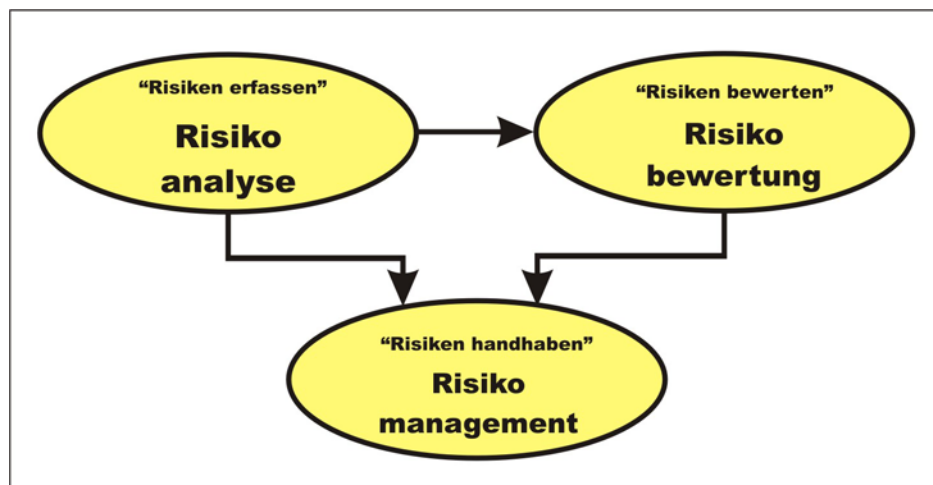 “Risiken erfassen”
Risiko
analyse
“Risiken bewerten”
Risiko
bewertung
“Risiken handhaben”
Risiko
management